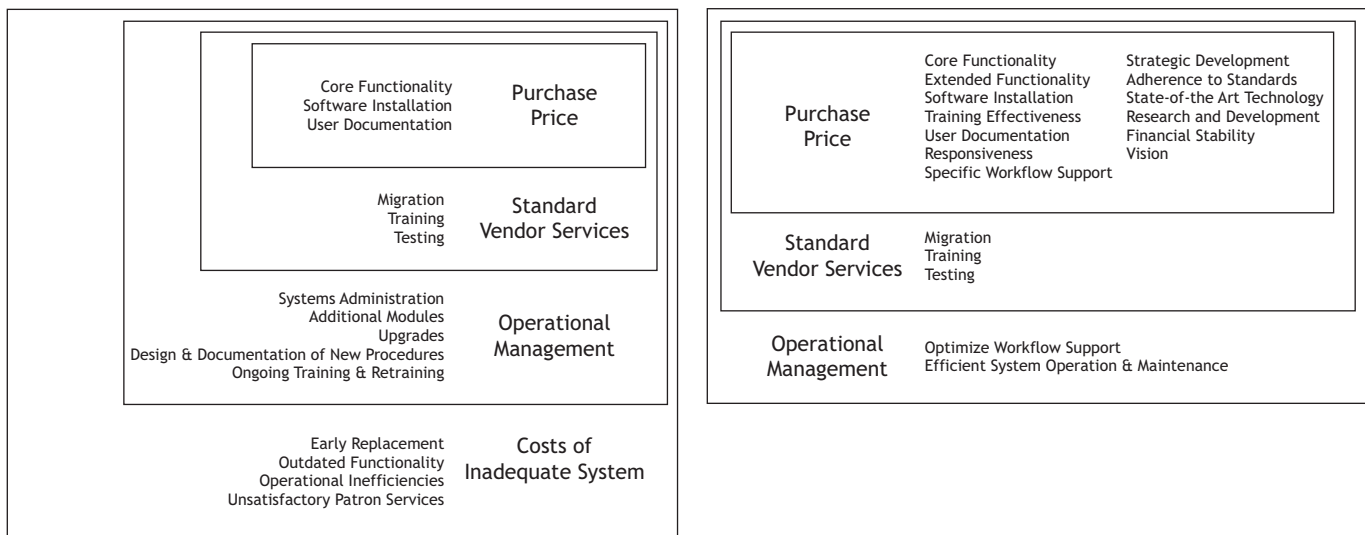 Core Functionality
Software Installation
User Documentation
Purchase
Price
Migration
Training
Testing
Standard
Vendor Services
Systems Administration
Additional Modules
Upgrades
Design & Documentation of New Procedures
Ongoing Training & Retraining
Operational
Management
Early Replacement
Outdated Functionality
Operational Inefficiencies
Unsatisfactory Patron Services
Costs of
Inadequate System
Purchase
Price
Core Functionality
Extended Functionality
Software Installation
Training Effectiveness
User Documentation
Responsiveness
Specific Workflow Support
Strategic Development
Adherence to Standards
State-of-the Art Technology
Research and Development
Financial Stability
Vision
Standard
Vendor Services
Migration
Training
Testing
Operational
Management
Optimize Workflow Support
Efficient System Operation & Maintenance